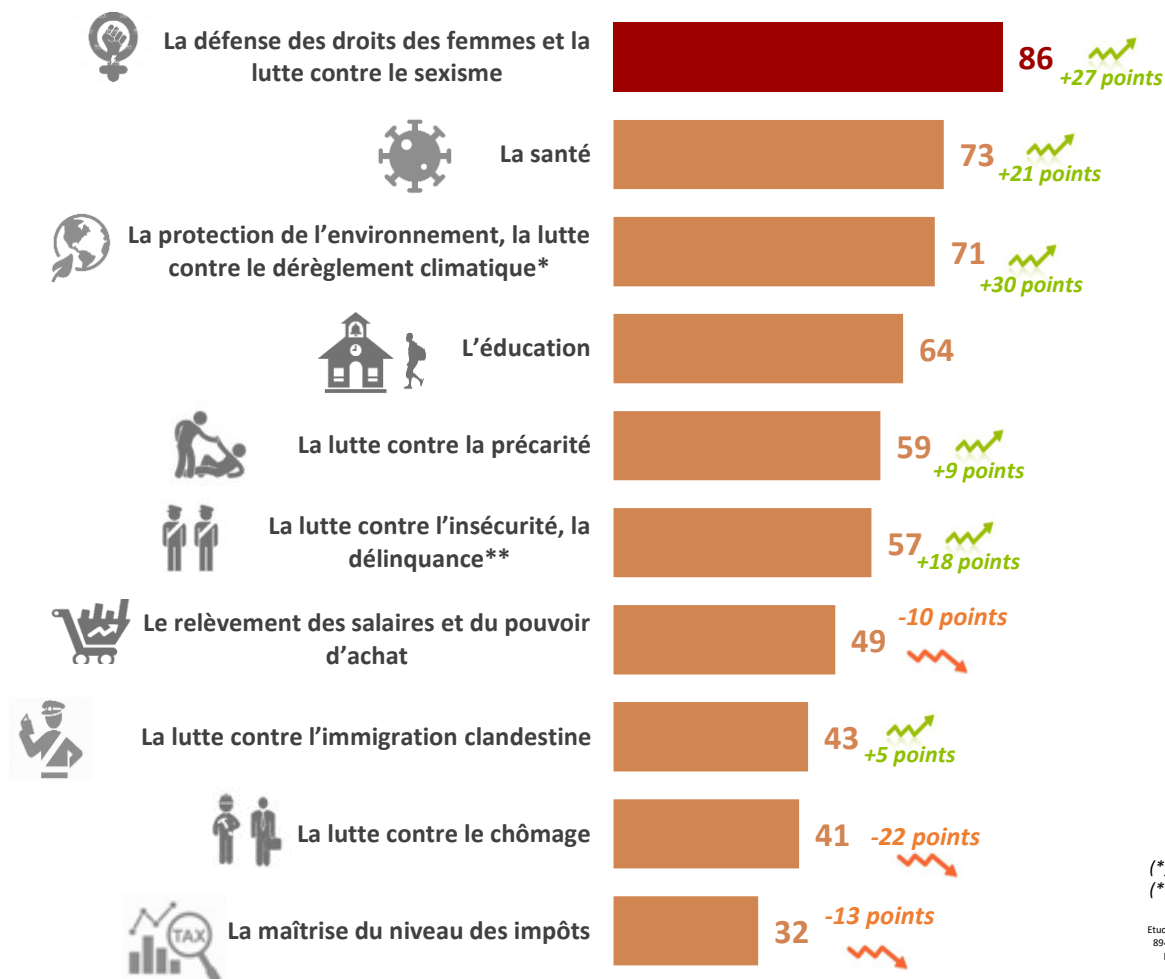 La défense des droits des femmes et la
lutte contre le sexisme
86
+27 points
La santé
73
+21 points
La protection de l'environnement, la lutte
contre le dérèglement climatique*
71
+30 points
L'éducation
64
La lutte contre la précarité
59
+9 points
La lutte contre l'insécurité, la
délinquance**
57
+18 points
Le relèvement des salaires et du pouvoir
d'achat
49
-10 points
La lutte contre l'immigration clandestine
43
+5 points
La lutte contre le chômage
41
-22 points
TAX
La maîtrise du niveau des impôts
32
-13 points
(*
(*
Etud
894